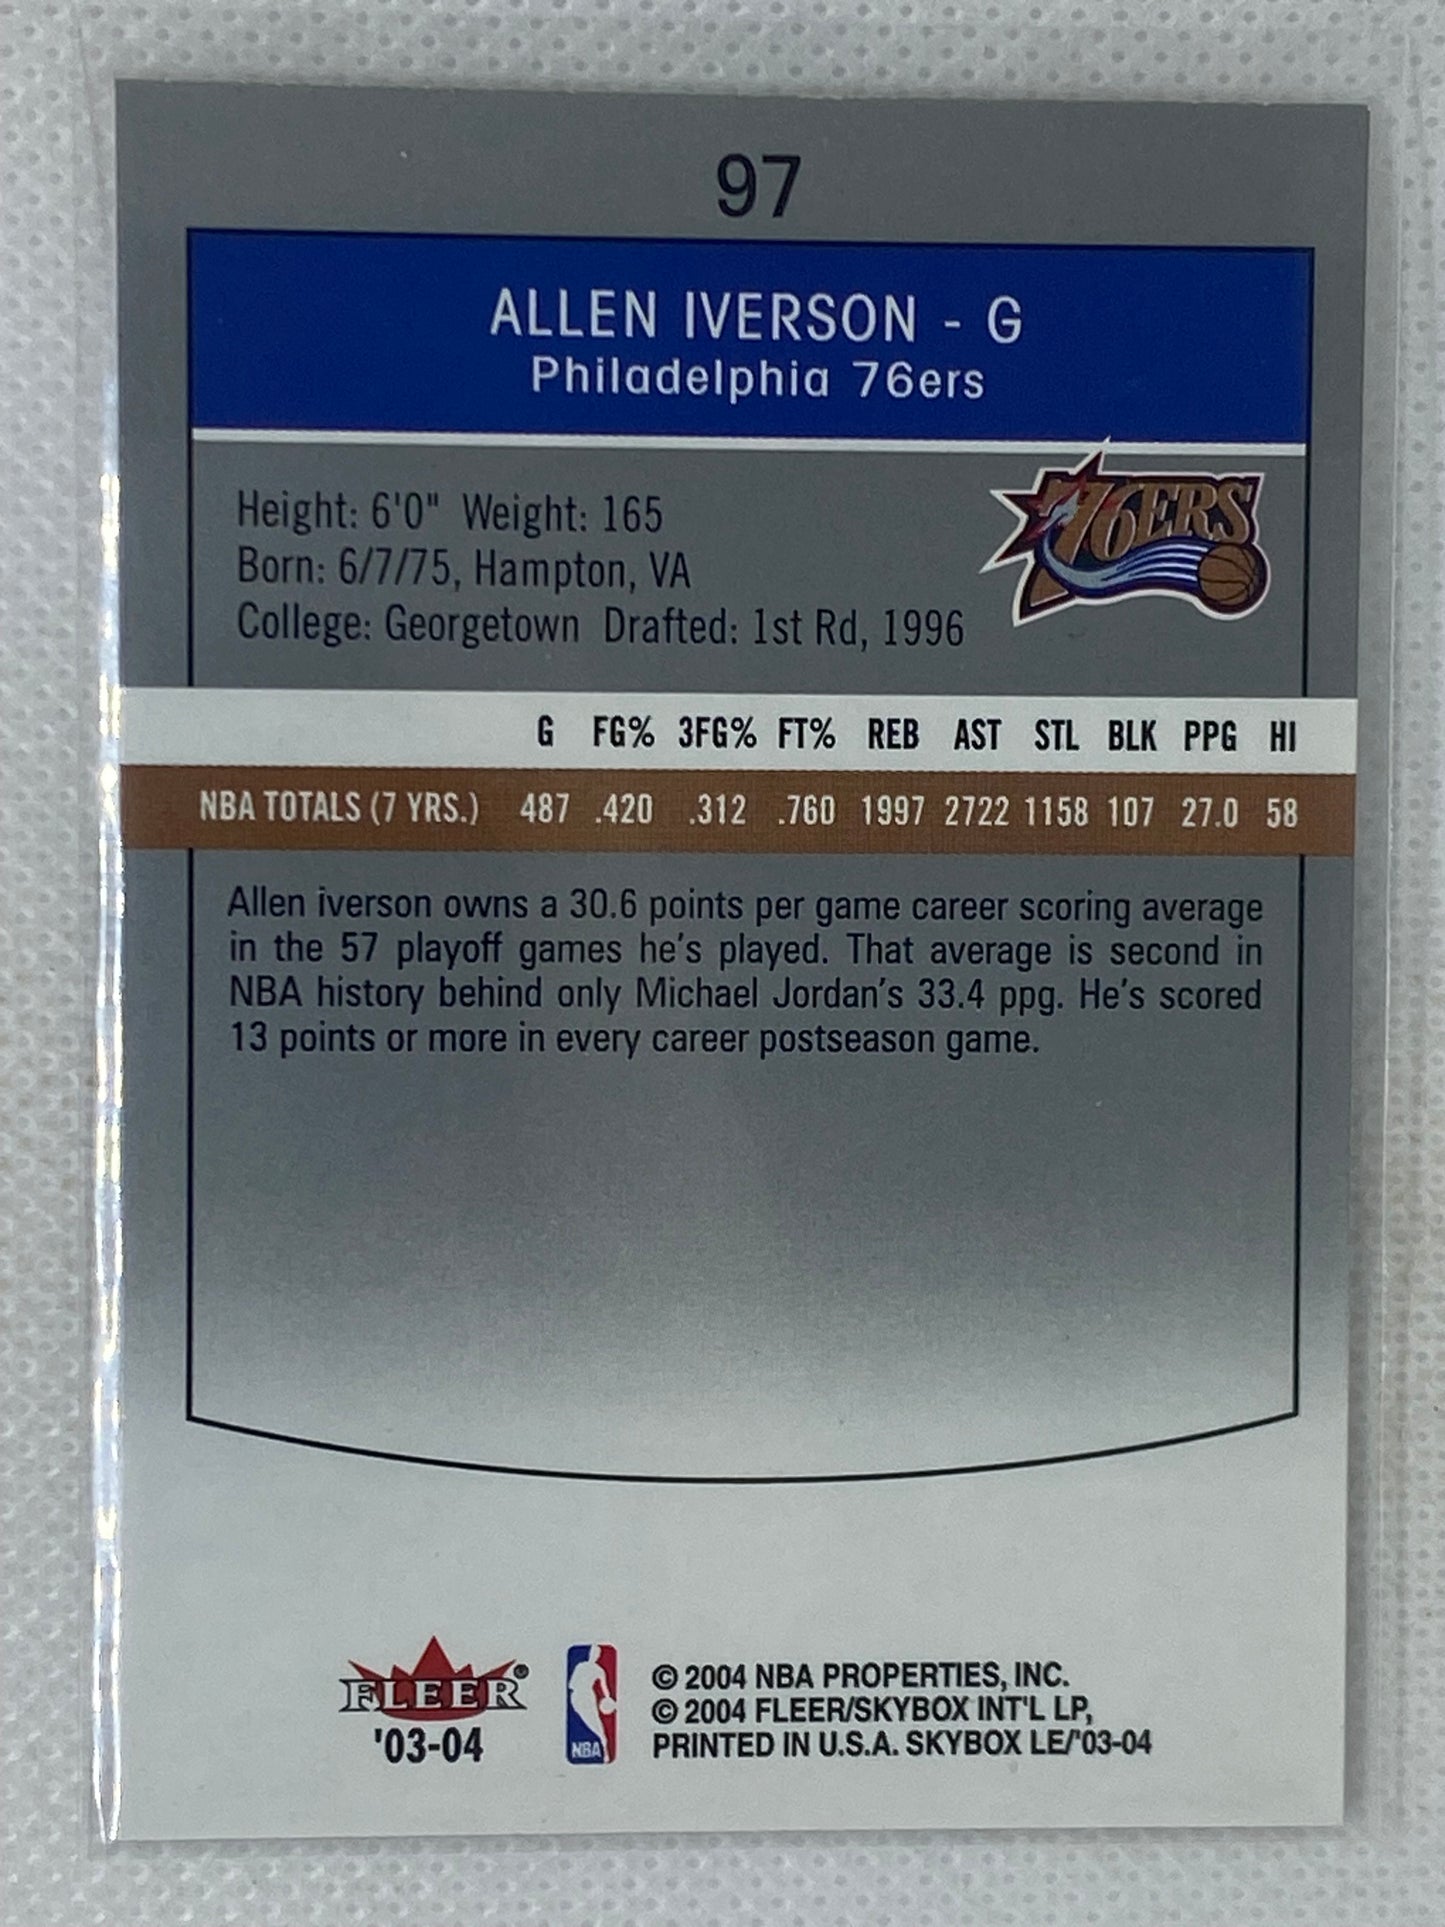 97
ALLEN IVERSON - G
Philadelphia 76ers
76ERS
Height: 6'0" Weight: 165
Born: 6/7/75, Hampton, VA
College: Georgetown Drafted: 1st Rd, 1996
G FG% 3FG% FT% REB AST STL BLK PPG HI
NBA TOTALS (7 YRS.) 487 .420 .312 .760 1997 2722 1158 107 27.0 58
Allen iverson owns a 30.6 points per game career scoring average
in the 57 playoff games he's played. That average is second in
NBA history behind only Michael Jordan's 33.4 ppg. He's scored
13 points or more in every career postseason game.
FLEER®
'03-04
NBA
© 2004 NBA PROPERTIES, INC.
© 2004 FLEER/SKYBOX INT'L LP,
PRINTED IN U.S.A. SKYBOX LE/'03-04